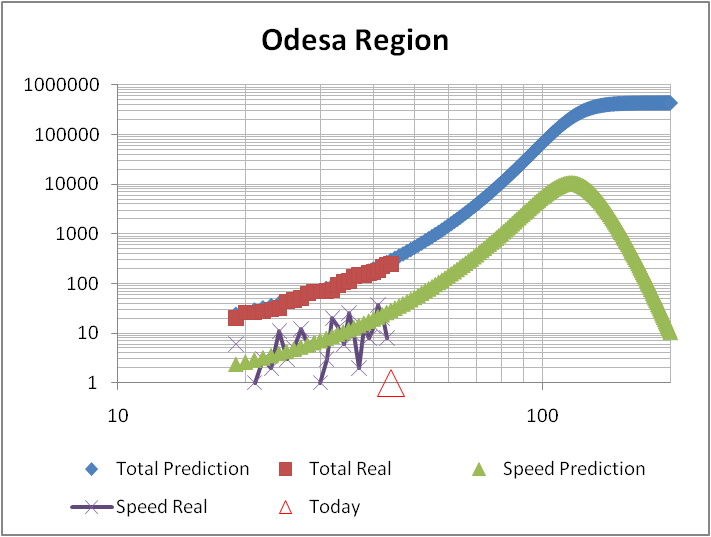 Odesa Region
1000000
100000
10000
1000
100
10
1
10 100
Total Prediction Total Real Speed Prediction
Speed Real Today